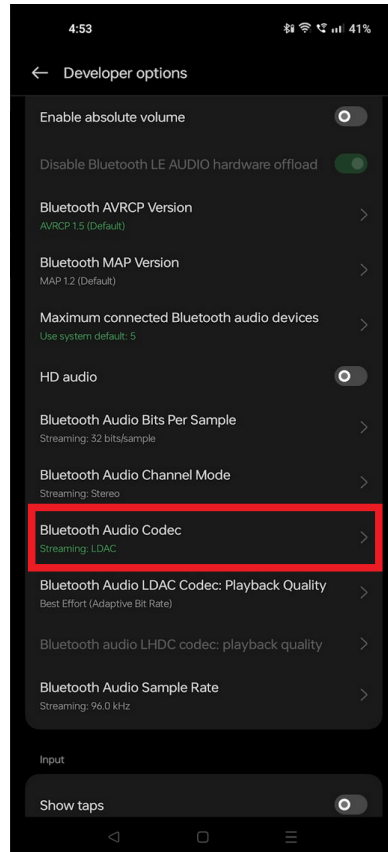 4:53 41%
Developer options
Enable absolute volume
Disable Bluetooth LE AUDIO hardware offload
Bluetooth AVRCP Version
AVRCP 1.5 (Default)
Bluetooth MAP Version
MAP 1.2 (Default)
Maximum connected Bluetooth audio devices
Use system default: 5
HD audio
Bluetooth Audio Bits Per Sample
Streaming: 32 bits/sample
Bluetooth Audio Channel Mode
Streaming: Stereo
Bluetooth Audio Codec
Streaming: LDAC
Bluetooth Audio LDAC Codec: Playback Quality
Best Effort (Adaptive Bit Rate)
Bluetooth audio LHDC codec: playback quality
Bluetooth Audio Sample Rate
Streaming: 96.0 kHz
Input
Show taps